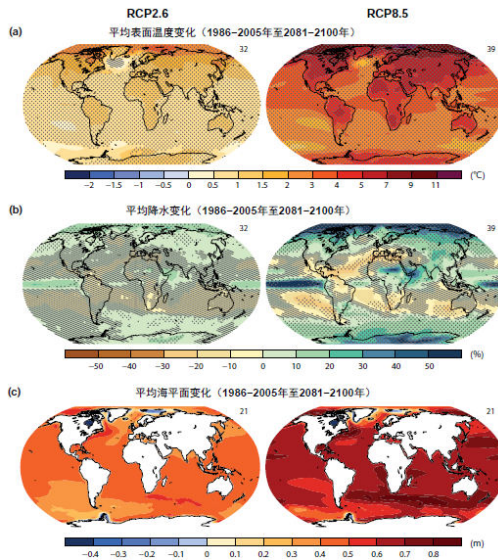 RCP2.6 RCP8.5
(a) 平均表面温度变化（1986–2005年至2081–2100年）
32 39
−2 −1.5 −1 −0.5 0 0.5 1 1.5 2 3 4 5 7 9 11 (℃)
(b) 平均降水变化（1986–2005年至2081–2100年）
32 39
−50 −40 −30 −20 −10 0 10 20 30 40 50 (%)
(c) 平均海平面变化（1986–2005年至2081–2100年）
21 21
−0.4 −0.3 −0.2 −0.1 0 0.1 0.2 0.3 0.4 0.5 0.6 0.7 0.8 (m)